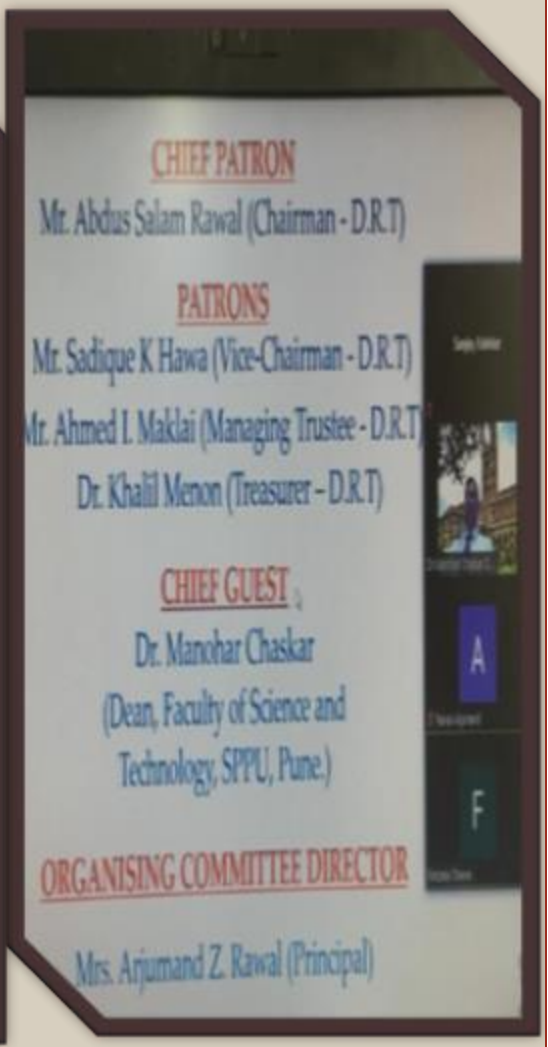 CHIEF PATRON
Mr. Abdus Salam Rawal (Chairman - D.R.T)
PATRONS
Mr. Sadique K Hawa (Vice-Chairman - D.R.T)
Mr. Ahmed I. Maklai (Managing Trustee - D.R.T)
Dr. Khalil Menon (Treasurer – D.R.T)
CHIEF GUEST
Dr. Manohar Chaskar
(Dean, Faculty of Science and
Technology, SPPU, Pune.)
ORGANISING COMMITTEE DIRECTOR
Mrs. Arjumand Z. Rawal (Principal)
A
F